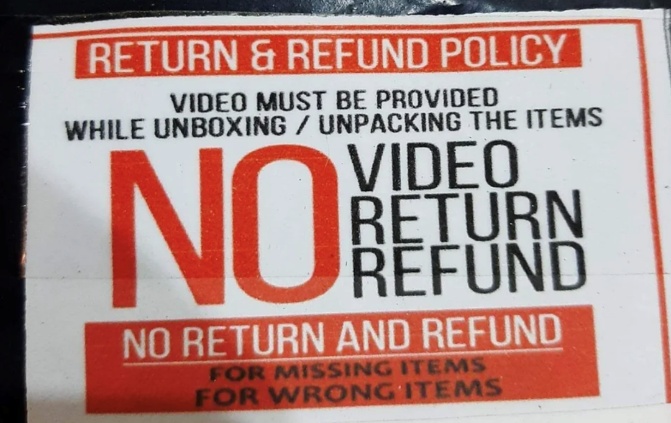 RETURN & REFUND POLICY
VIDEO MUST BE PROVIDED
WHILE UNBOXING / UNPACKING THE ITEMS
NO VIDEO
RETURN
REFUND
NO RETURN AND REFUND
FOR MISSING ITEMS
FOR WRONG ITEMS